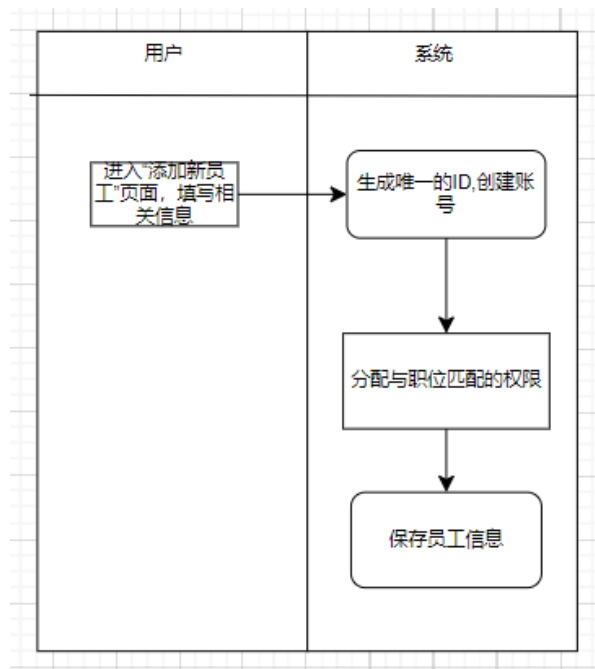 用户
系统
进入“添加新员
工”页面，填写相
关信息
生成唯一的ID,创建账
号
分配与职位匹配的权限
保存员工信息